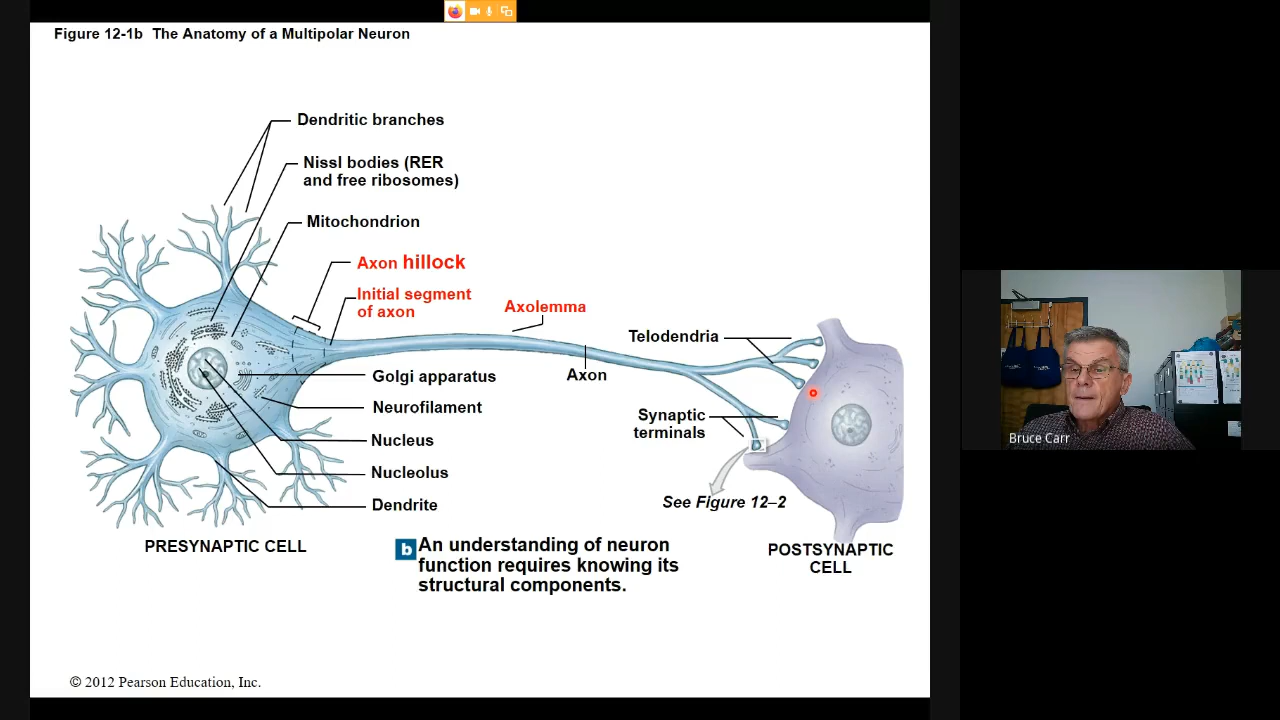 Figure 12-1b The Anatomy of a Multipolar Neuron
Dendritic branches
Nissl bodies (RER
and free ribosomes)
Mitochondrion
Axon hillock
Initial segment
of axon
Axolemma
Telodendria
Axon
Golgi apparatus
Neurofilament
Synaptic
terminals
Nucleus
Nucleolus
Dendrite
See Figure 12–2
PRESYNAPTIC CELL
POSTSYNAPTIC
CELL
b An understanding of neuron
function requires knowing its
structural components.
© 2012 Pearson Education, Inc.
Bruce Carr